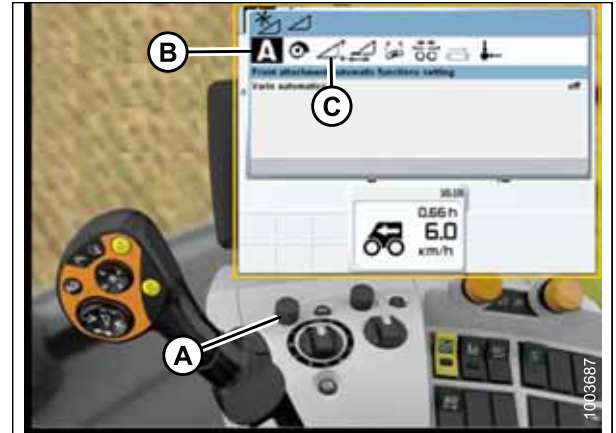 B
A
C
Front attachment automatic functions setting
Vario automatic off
0.66 h
6.0
km/h
A
1003687